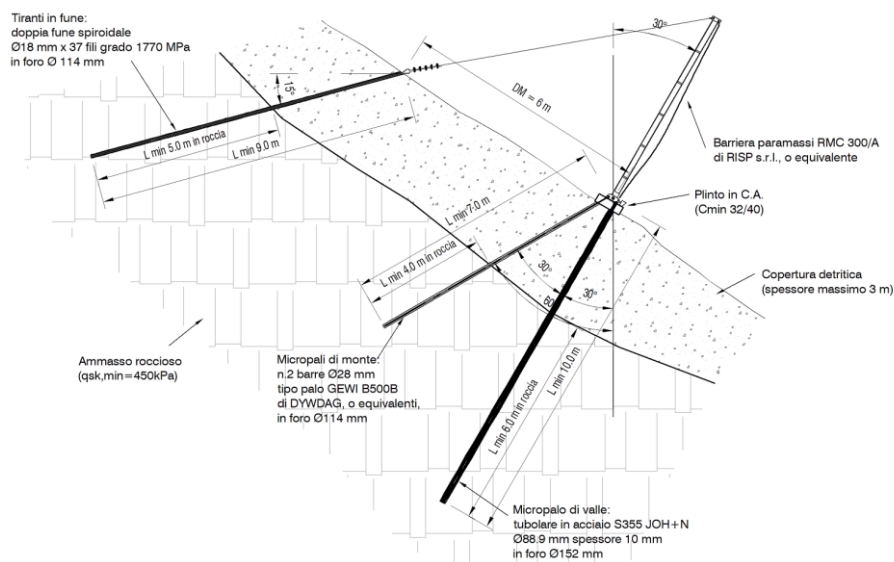 Tiranti in fune:
doppia fune spiroidale
Ø18 mm x 37 fili grado 1770 MPa
in foro Ø 114 mm
30°
15°
DM = 6 m
L min 5.0 m in roccia
L min 9.0 m
Barriera paramassi RMC 300/A
di RISP s.r.l., o equivalente
Plinto in C.A.
(Cmin 32/40)
L min 7.0 m
L min 4.0 m in roccia
30°
30°
60°
Copertura detritica
(spessore massimo 3 m)
Ammasso roccioso
(qsk,min=450kPa)
Micropali di monte:
n.2 barre Ø28 mm
tipo palo GEWI B500B
di DYWDAG, o equivalenti,
in foro Ø114 mm
L min 10.0 m
L min 6.0 m in roccia
Micropalo di valle:
tubolare in acciaio S355 JOH+N
Ø88.9 mm spessore 10 mm
in foro Ø152 mm